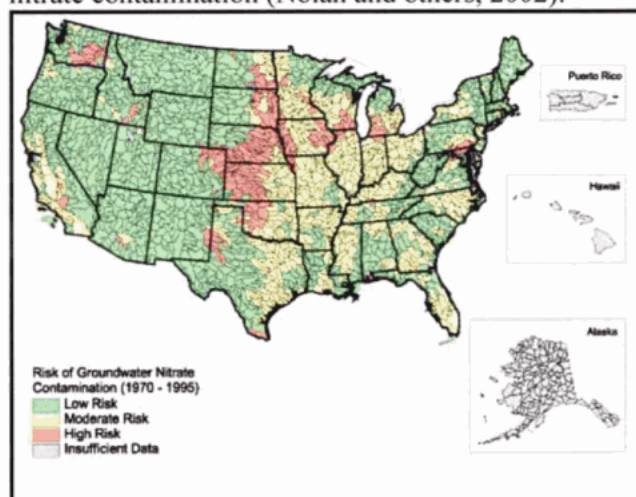 nitrate contamination (Nolan and others, 2002).
Puerto Rico
Hawaii
Alaska
Risk of Groundwater Nitrate
Contamination (1970 - 1995)
Low Risk
Moderate Risk
High Risk
Insufficient Data